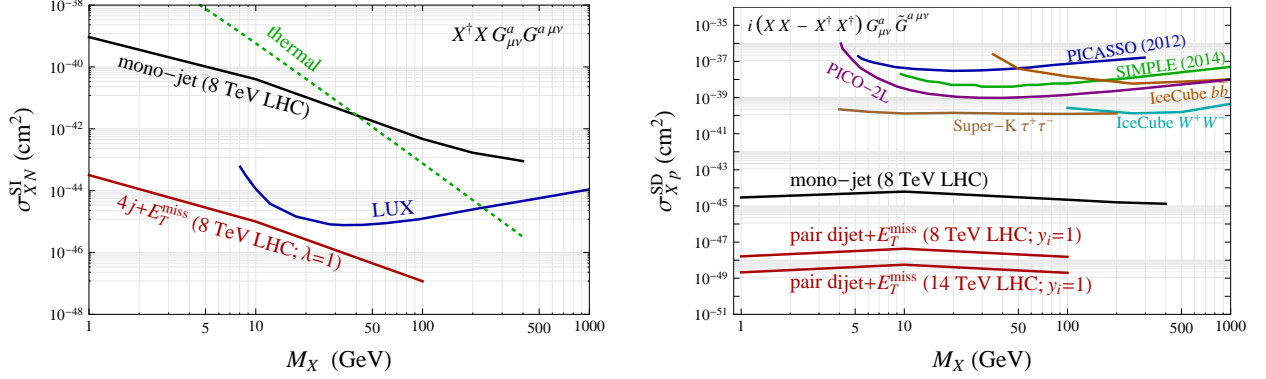 X†X G^a_μν G^a μν
thermal
mono−jet (8 TeV LHC)
LUX
4j+E_T^miss (8 TeV LHC; λ=1)
10^−38
10^−40
10^−42
10^−44
10^−46
10^−48
σ^SI_XN (cm²)
1 5 10 50 100 500 1000
M_X (GeV)
i(X X − X†X†) G^a_μν G̃^a μν
PICASSO (2012)
SIMPLE (2014)
PICO−2L
IceCube bb̄
Super−K τ⁺τ⁻
IceCube W⁺W⁻
mono−jet (8 TeV LHC)
pair dijet+E_T^miss (8 TeV LHC; y_i=1)
pair dijet+E_T^miss (14 TeV LHC; y_i=1)
10^−35
10^−37
10^−39
10^−41
10^−43
10^−45
10^−47
10^−49
10^−51
σ^SD_Xp (cm²)
1 5 10 50 100 500 1000
M_X (GeV)